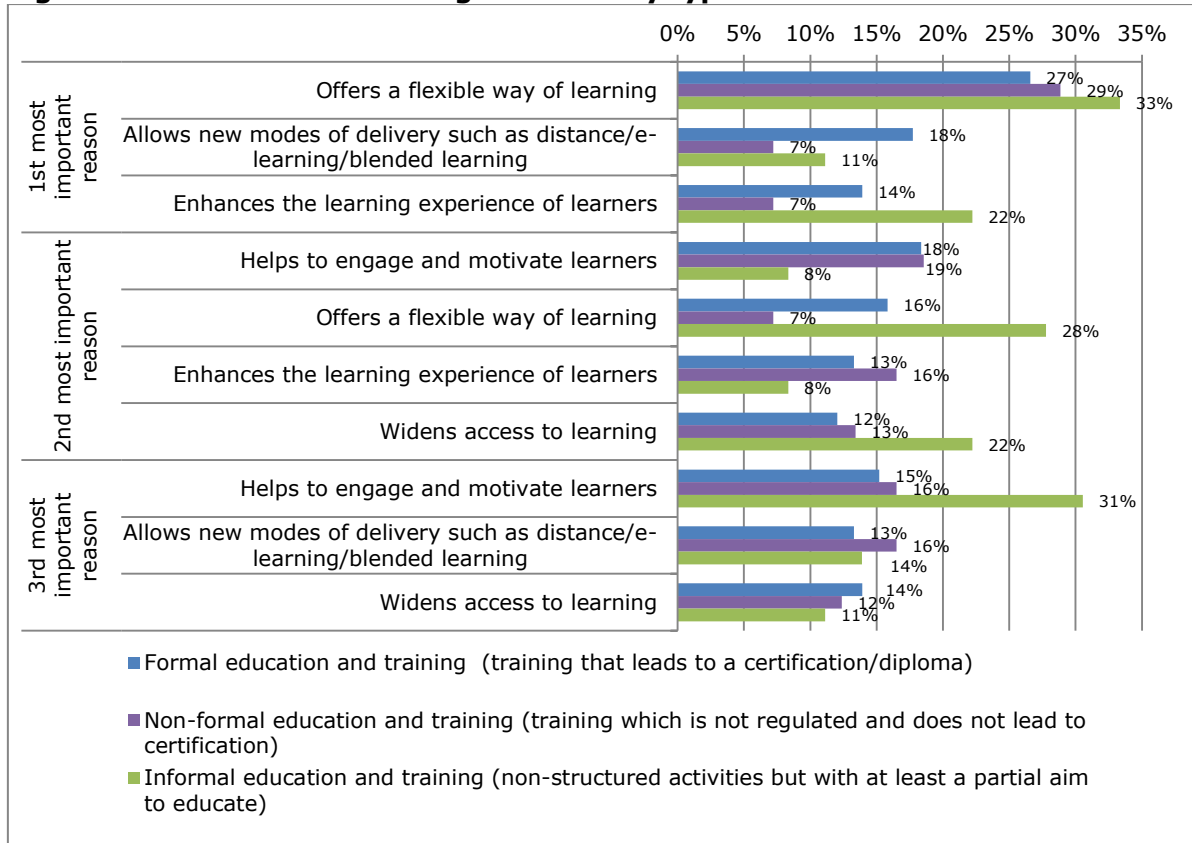 0% 5% 10% 15% 20% 25% 30% 35%
1st most
important
reason
Offers a flexible way of learning
27%
29%
33%
Allows new modes of delivery such as distance/e-
learning/blended learning
18%
7%
11%
Enhances the learning experience of learners
14%
7%
22%
2nd most important
reason
Helps to engage and motivate learners
18%
19%
8%
Offers a flexible way of learning
16%
7%
28%
Enhances the learning experience of learners
13%
16%
8%
Widens access to learning
12%
13%
22%
3rd most
important
reason
Helps to engage and motivate learners
15%
16%
31%
Allows new modes of delivery such as distance/e-
learning/blended learning
13%
16%
14%
Widens access to learning
14%
12%
11%
Formal education and training (training that leads to a certification/diploma)
Non-formal education and training (training which is not regulated and does not lead to
certification)
Informal education and training (non-structured activities but with at least a partial aim
to educate)